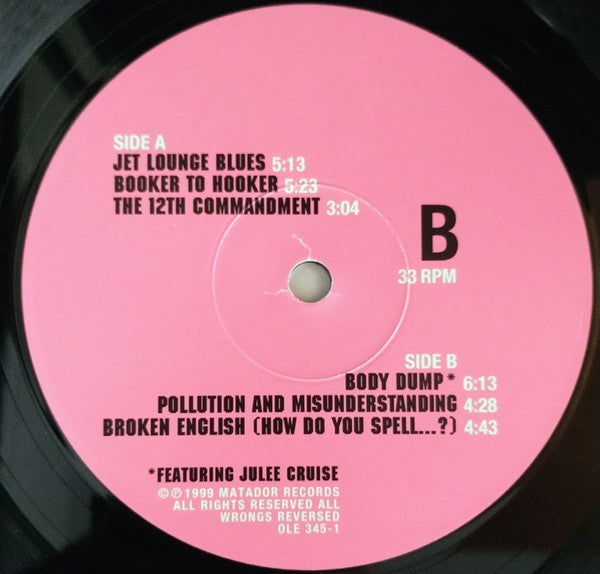 SIDE A
JET LOUNGE BLUES 5:13
BOOKER TO HOOKER 5:23
THE 12TH COMMANDMENT 3:04
B
33 RPM
SIDE B
BODY DUMP* 6:13
POLLUTION AND MISUNDERSTANDING 4:28
BROKEN ENGLISH (HOW DO YOU SPELL...?) 4:43
*FEATURING JULEE CRUISE
©℗1999 MATADOR RECORDS
ALL RIGHTS RESERVED ALL
WRONGS REVERSED
OLE 345-1